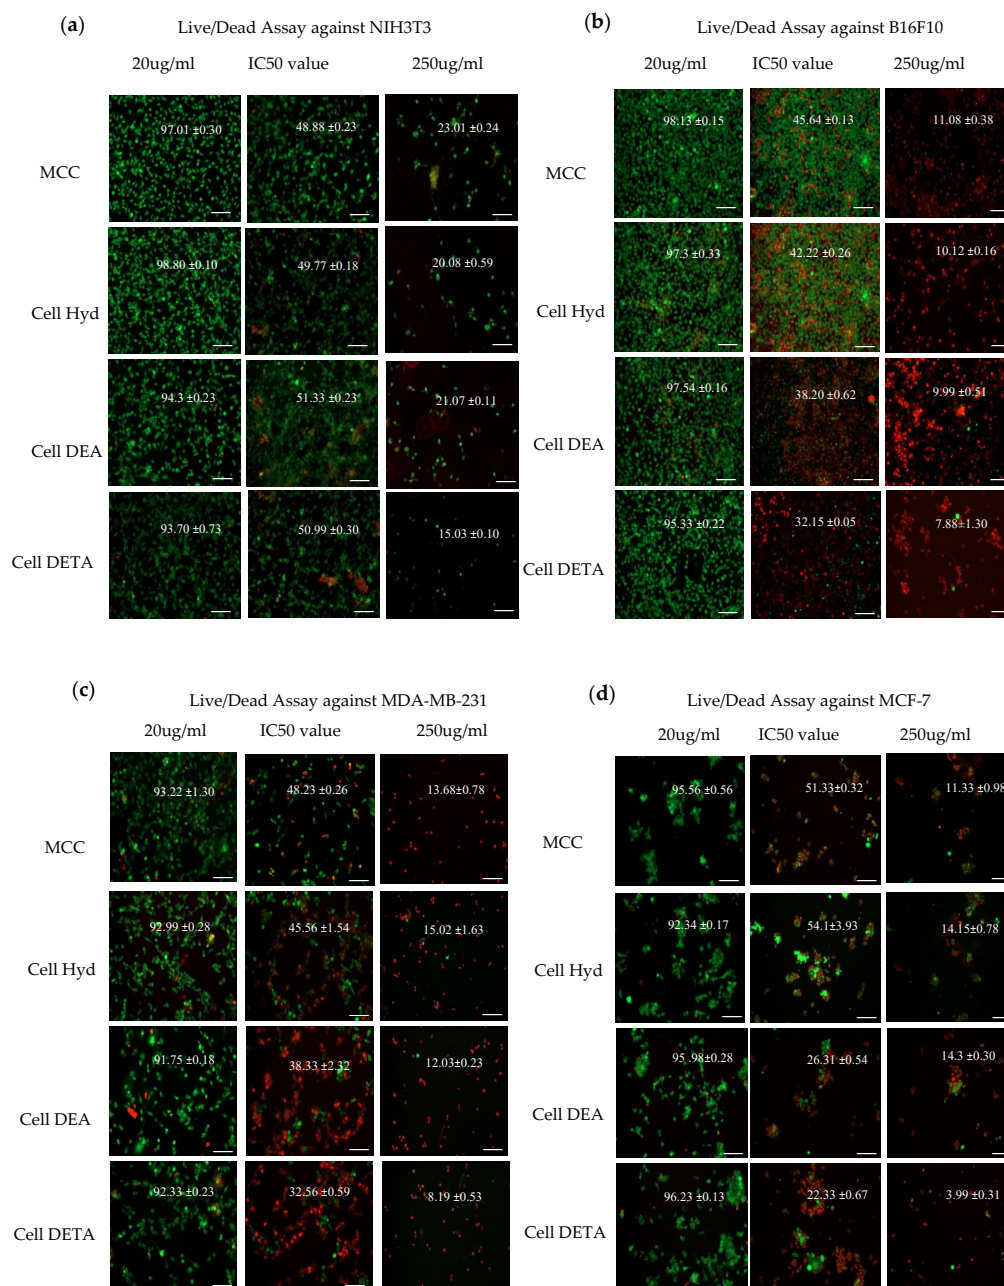 (a)
Live/Dead Assay against NIH3T3
20ug/ml IC50 value 250ug/ml
MCC
97.01 ±0.30 48.88 ±0.23 23.01 ±0.24
Cell Hyd
98.80 ±0.10 49.77 ±0.18 20.08 ±0.59
Cell DEA
94.3 ±0.23 51.33 ±0.23 21.07 ±0.11
Cell DETA
93.70 ±0.73 50.99 ±0.30 15.03 ±0.10
(b)
Live/Dead Assay against B16F10
20ug/ml IC50 value 250ug/ml
MCC
98.13 ±0.15 45.64 ±0.13 11.08 ±0.38
Cell Hyd
97.3 ±0.33 42.22 ±0.26 10.12 ±0.16
Cell DEA
97.54 ±0.16 38.20 ±0.62 9.99 ±0.51
Cell DETA
95.33 ±0.22 32.15 ±0.05 7.88±1.30
(c)
Live/Dead Assay against MDA-MB-231
20ug/ml IC50 value 250ug/ml
MCC
93.22 ±1.30 48.23 ±0.26 13.68±0.78
Cell Hyd
92.99 ±0.28 45.56 ±1.54 15.02 ±1.63
Cell DEA
91.75 ±0.18 38.33 ±2.32 12.03±0.23
Cell DETA
92.33 ±0.23 32.56 ±0.59 8.19 ±0.53
(d)
Live/Dead Assay against MCF-7
20ug/ml IC50 value 250ug/ml
MCC
95.56 ±0.56 51.33±0.32 11.33 ±0.98
Cell Hyd
92.34 ±0.17 54.1±3.93 14.15±0.78
Cell DEA
95 .98±0.28 26.31 ±0.54 14.3 ±0.30
Cell DETA
96.23 ±0.13 22.33 ±0.67 3.99 ±0.31